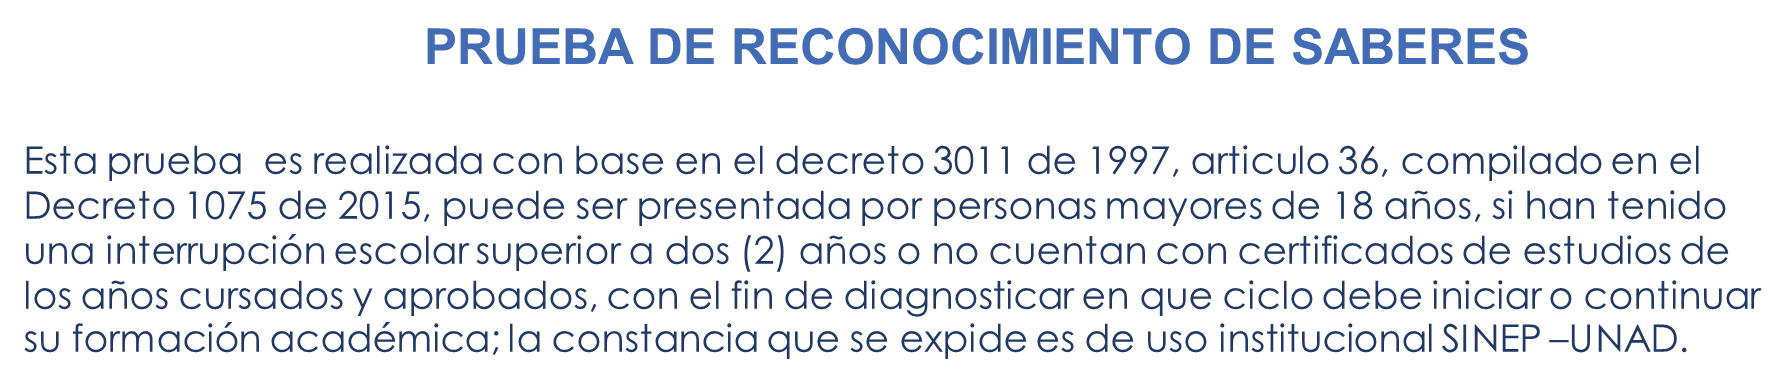 PRUEBA DE RECONOCIMIENTO DE SABERES
Esta prueba es realizada con base en el decreto 3011 de 1997, articulo 36, compilado en el
Decreto 1075 de 2015, puede ser presentada por personas mayores de 18 años, si han tenido
una interrupción escolar superior a dos (2) años o no cuentan con certificados de estudios de
los años cursados y aprobados, con el fin de diagnosticar en que ciclo debe iniciar o continuar
su formación académica; la constancia que se expide es de uso institucional SINEP –UNAD.